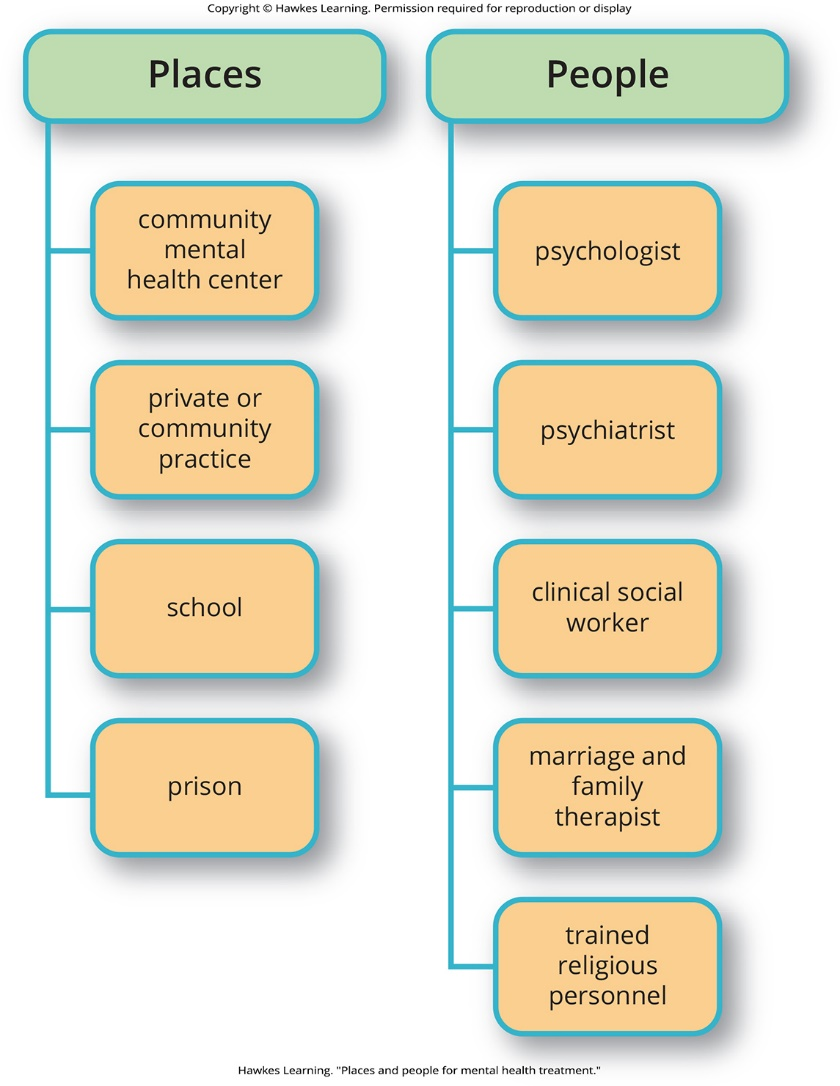 Copyright © Hawkes Learning. Permission required for reproduction or display
Places
community
mental
health center
private or
community
practice
school
prison
People
psychologist
psychiatrist
clinical social
worker
marriage and
family
therapist
trained
religious
personnel
Hawkes Learning. "Places and people for mental health treatment."